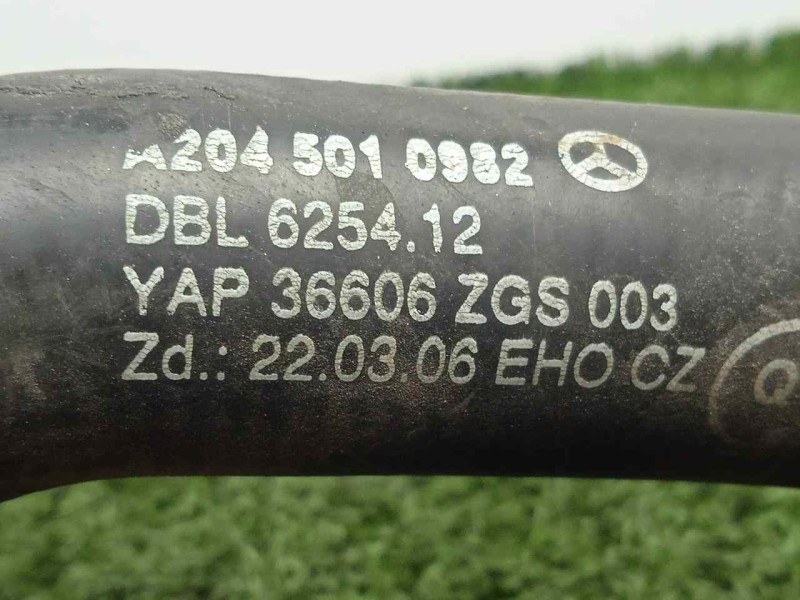 A204 501 0982
DBL 6254.12
YAP 36606 ZGS 003
Zd.: 22.03.06 EHO CZ
Q